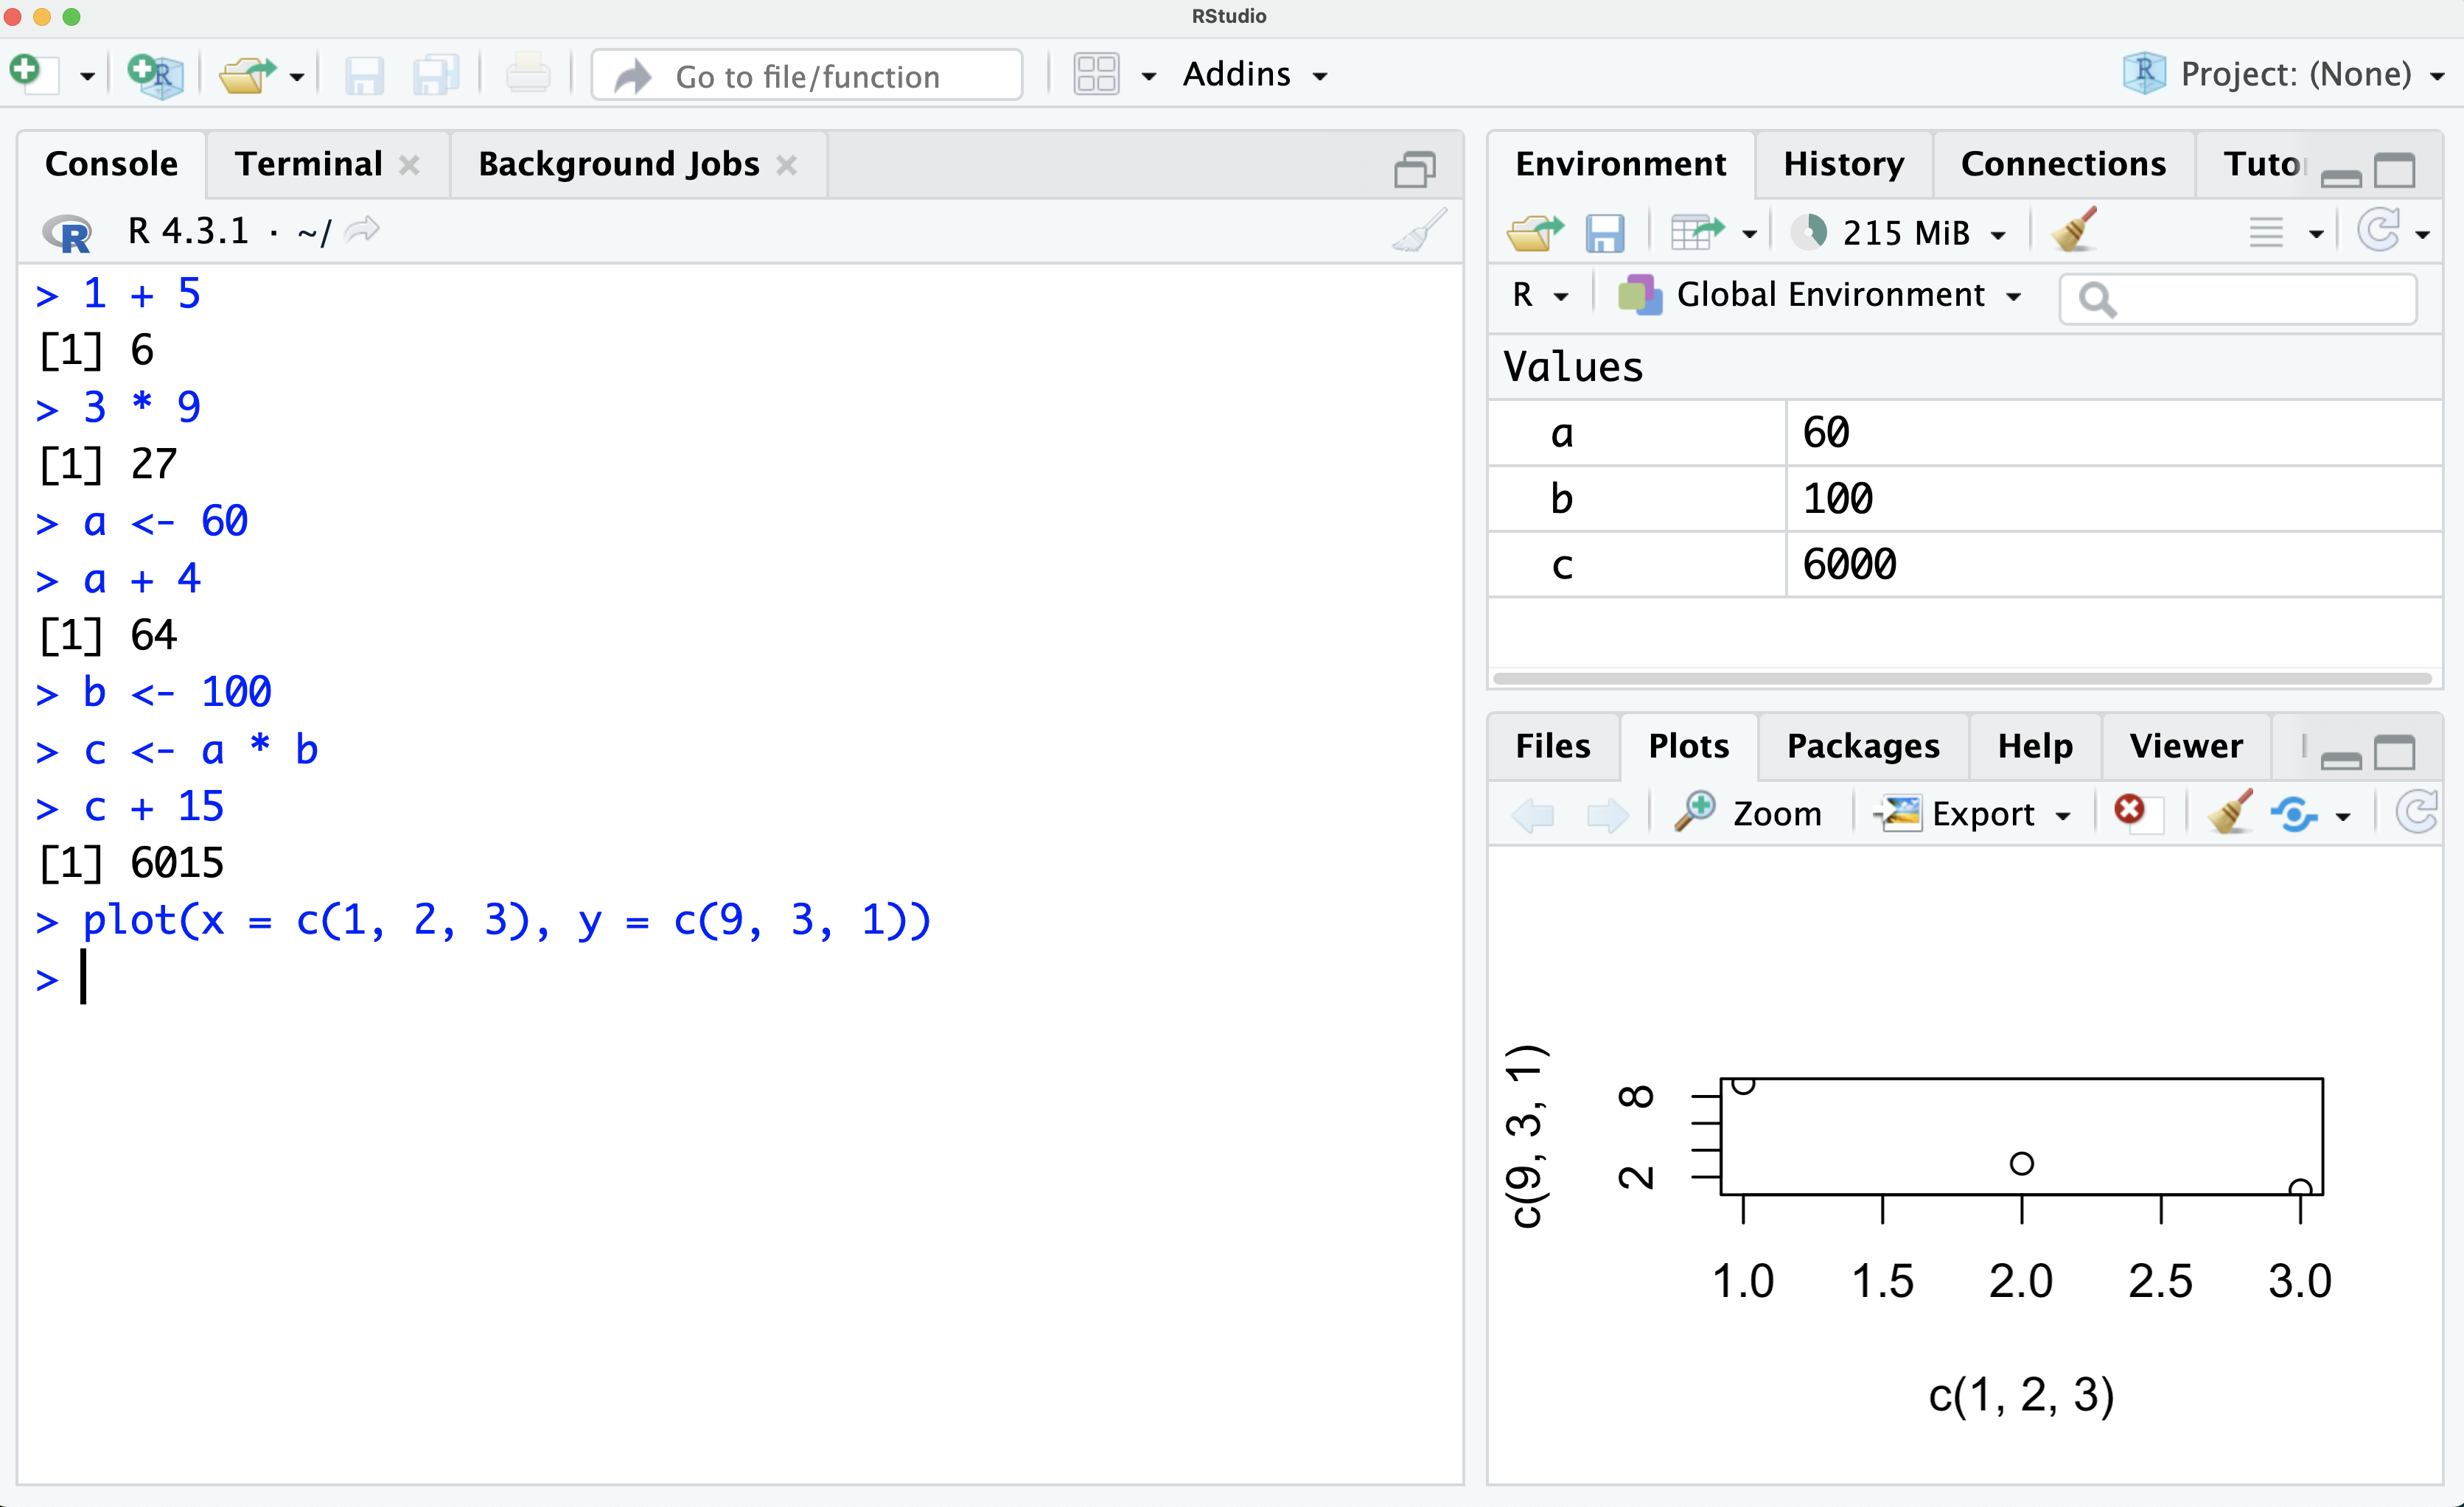 RStudio
Go to file/function
Addins
Project: (None)
Console Terminal Background Jobs
R 4.3.1 · ~/
> 1 + 5
[1] 6
> 3 * 9
[1] 27
> a <- 60
> a + 4
[1] 64
> b <- 100
> c <- a * b
> c + 15
[1] 6015
> plot(x = c(1, 2, 3), y = c(9, 3, 1))
>
Environment History Connections Tuto
215 MiB
R Global Environment
Values
a 60
b 100
c 6000
Files Plots Packages Help Viewer
Zoom Export
c(9, 3, 1)
8
2
1.0 1.5 2.0 2.5 3.0
c(1, 2, 3)